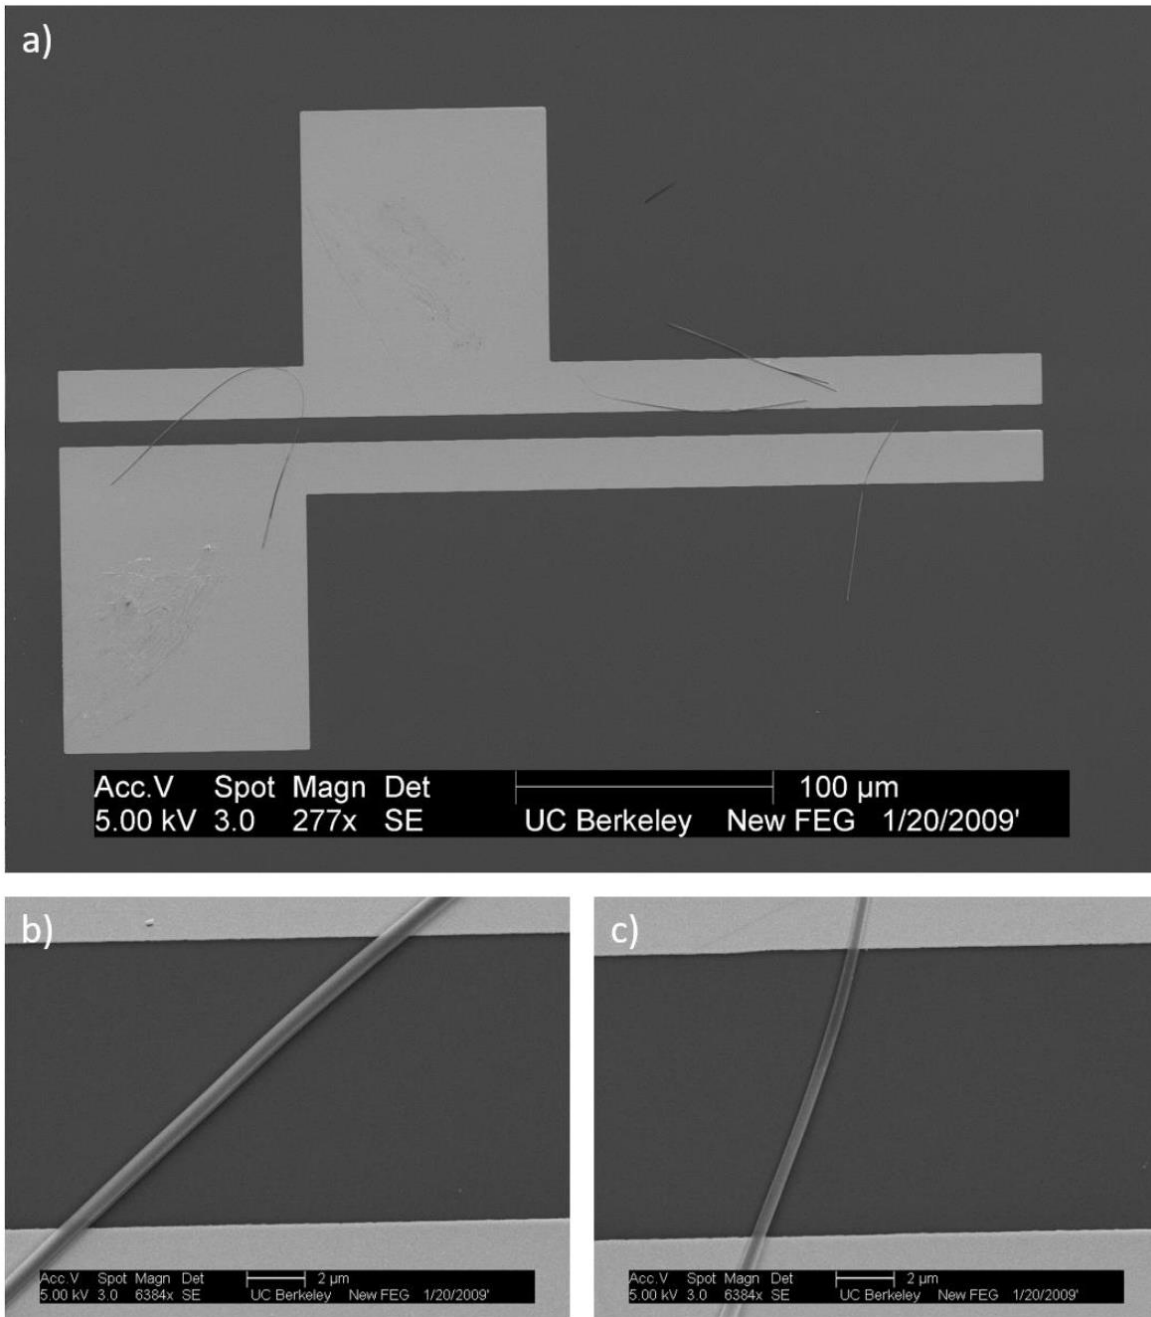 a)
Acc.V Spot Magn Det 100 µm
5.00 kV 3.0 277x SE UC Berkeley New FEG 1/20/2009'
b)
c)
Acc.V Spot Magn Det 2 µm
5.00 kV 3.0 6384x SE UC Berkeley New FEG 1/20/2009'
Acc.V Spot Magn Det 2 µm
5.00 kV 3.0 6384x SE UC Berkeley New FEG 1/20/2009'